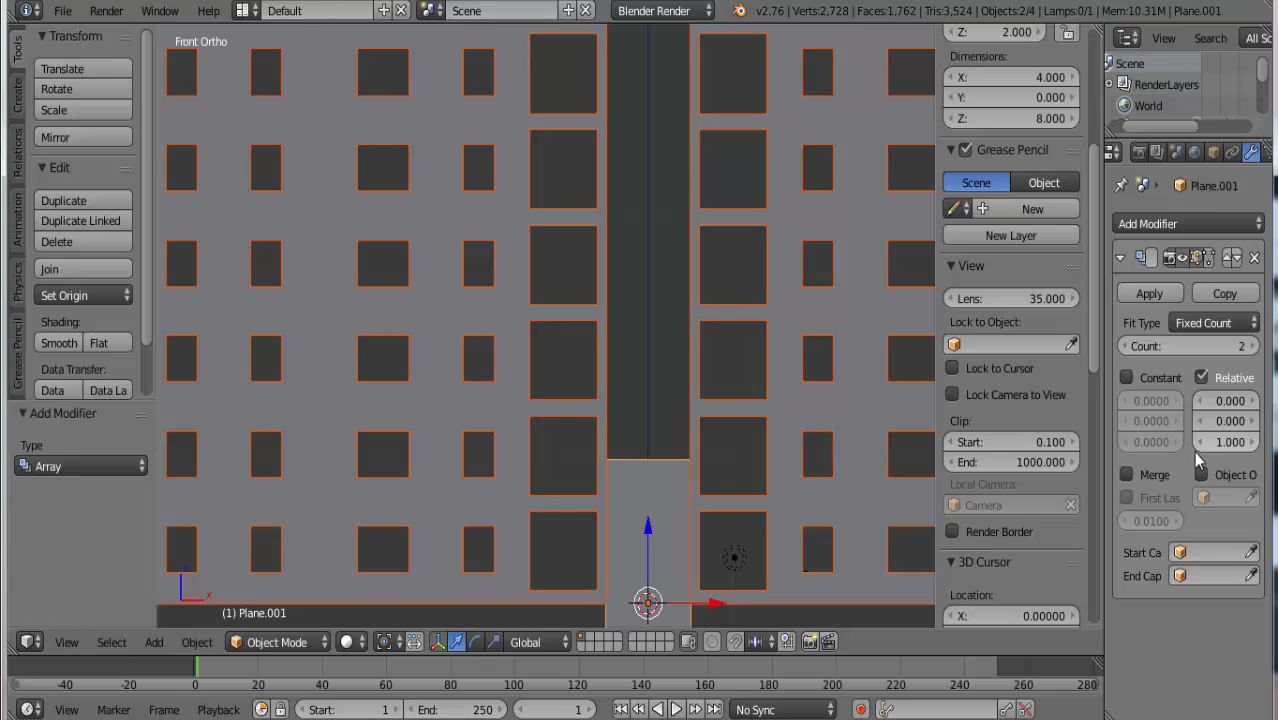 File Render Window Help Default Scene Blender Render v2.76 | Verts:2,728 | Faces:1,762 | Tris:3,524 | Objects:2/4 | Lamps:0/1 | Mem:10.31M | Plane.001
Tools
Create
Relations
Animation
Physics
Grease Pencil
Transform
Translate
Rotate
Scale
Mirror
Edit
Duplicate
Duplicate Linked
Delete
Join
Set Origin
Shading:
Smooth Flat
Data Transfer:
Data Data La
Add Modifier
Type
Array
Front Ortho
(1) Plane.001
Z: 2.000
Dimensions:
X: 4.000
Y: 0.000
Z: 8.000
Grease Pencil
Scene Object
New
New Layer
View
Lens: 35.000
Lock to Object:
Lock to Cursor
Lock Camera to View
Clip:
Start: 0.100
End: 1000.000
Local Camera:
Camera
Render Border
3D Cursor
Location:
X: 0.00000
View Search All Sc
Scene
RenderLayers
World
Plane.001
Add Modifier
Apply Copy
Fit Type Fixed Count
Count: 2
Constant Relative
0.0000 0.000
0.0000 0.000
0.0000 1.000
Merge Object O
First Las
0.0100
Start Ca
End Cap
View Select Add Object Object Mode Global
-40 -20 0 20 40 60 80 100 120 140 160 180 200 220 240 260 280
View Marker Frame Playback Start: 1 End: 250 1 No Sync